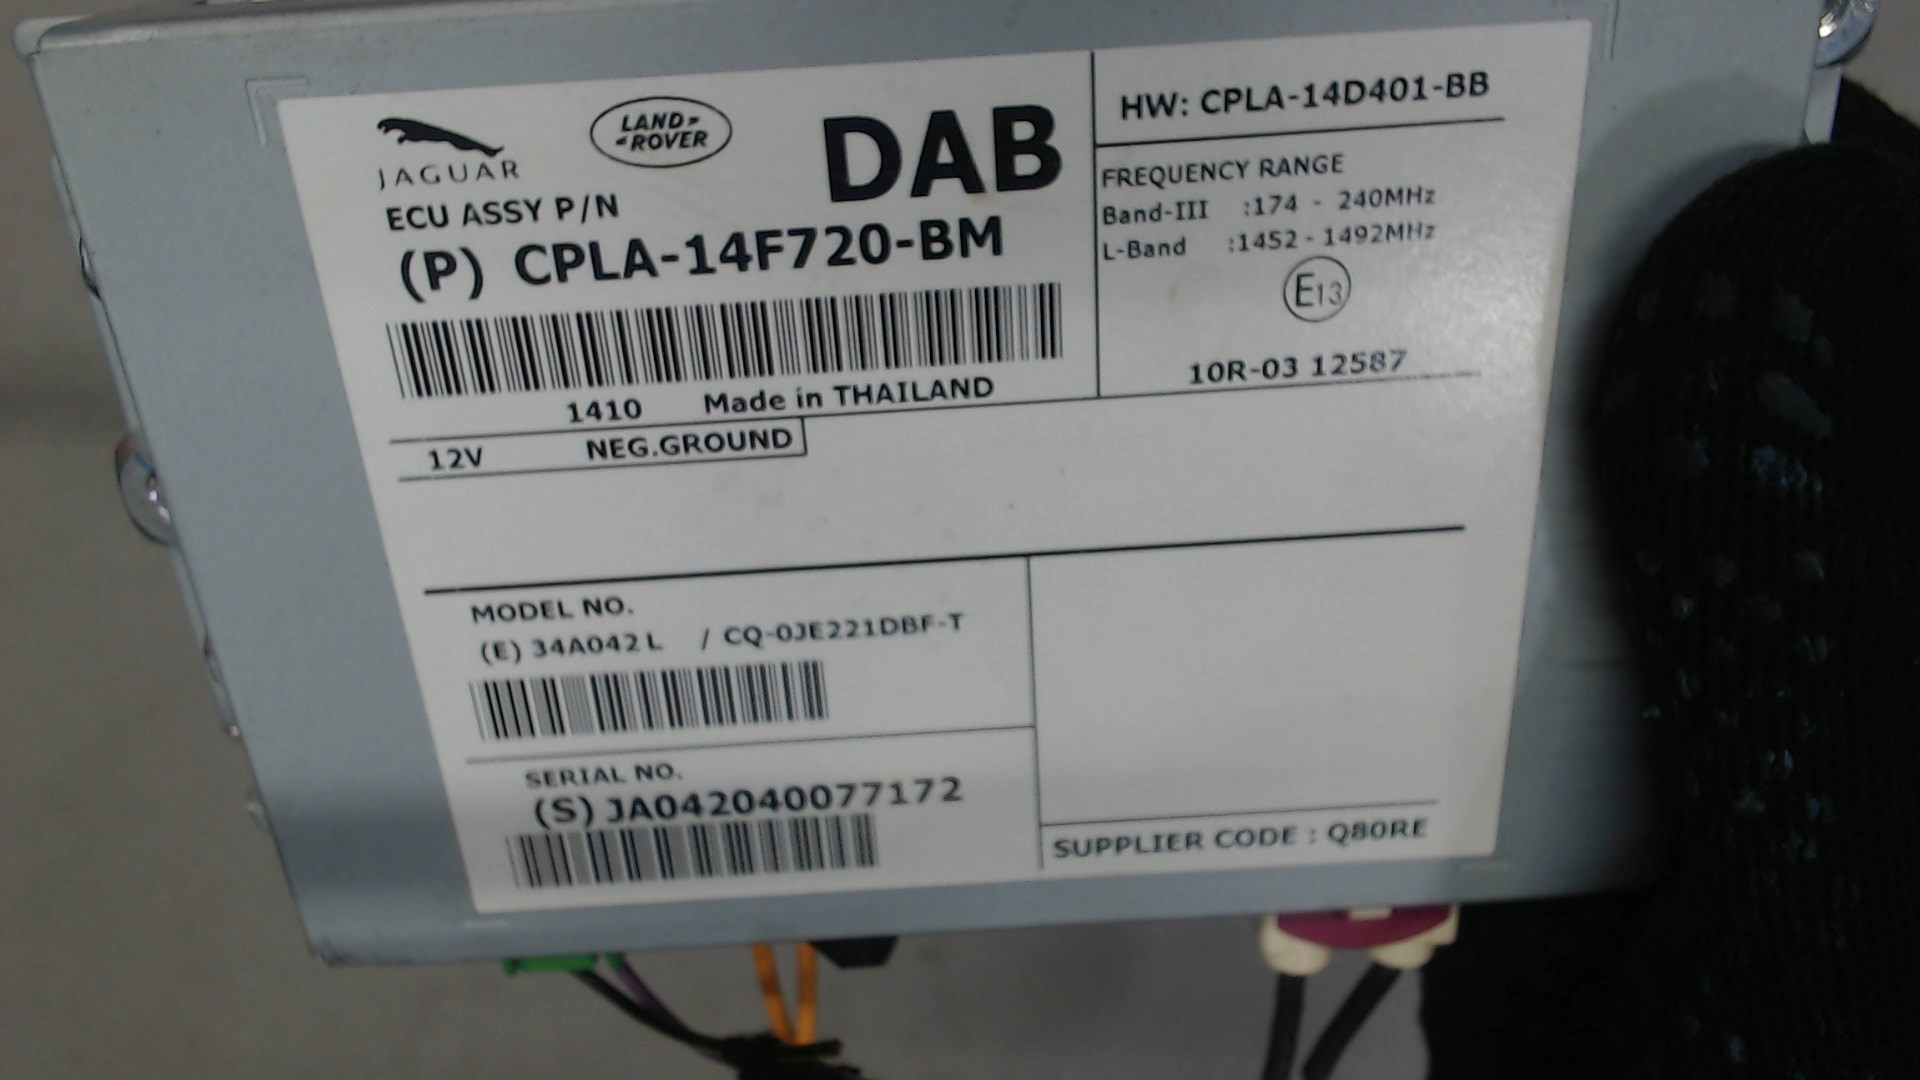 JAGUAR
LAND-
-ROVER
DAB
ECU ASSY P/N
(P) CPLA-14F720-BM
1410 Made in THAILAND
12V NEG.GROUND
HW: CPLA-14D401-BB
FREQUENCY RANGE
Band-III :174 - 240MHz
L-Band :1452 - 1492MHz
E13
10R-03 12587
MODEL NO.
(E) 34A042L / CQ-0JE221DBF-T
SERIAL NO.
(S) JA042040077172
SUPPLIER CODE : Q80RE